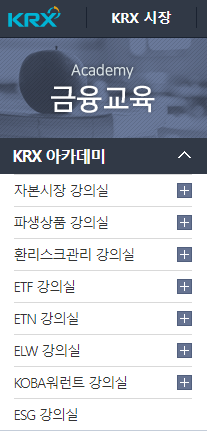 KRX
KRX 시장
Academy
금융교육
KRX 아카데미
자본시장 강의실
파생상품 강의실
환리스크관리 강의실
ETF 강의실
ETN 강의실
ELW 강의실
KOBA워런트 강의실
ESG 강의실